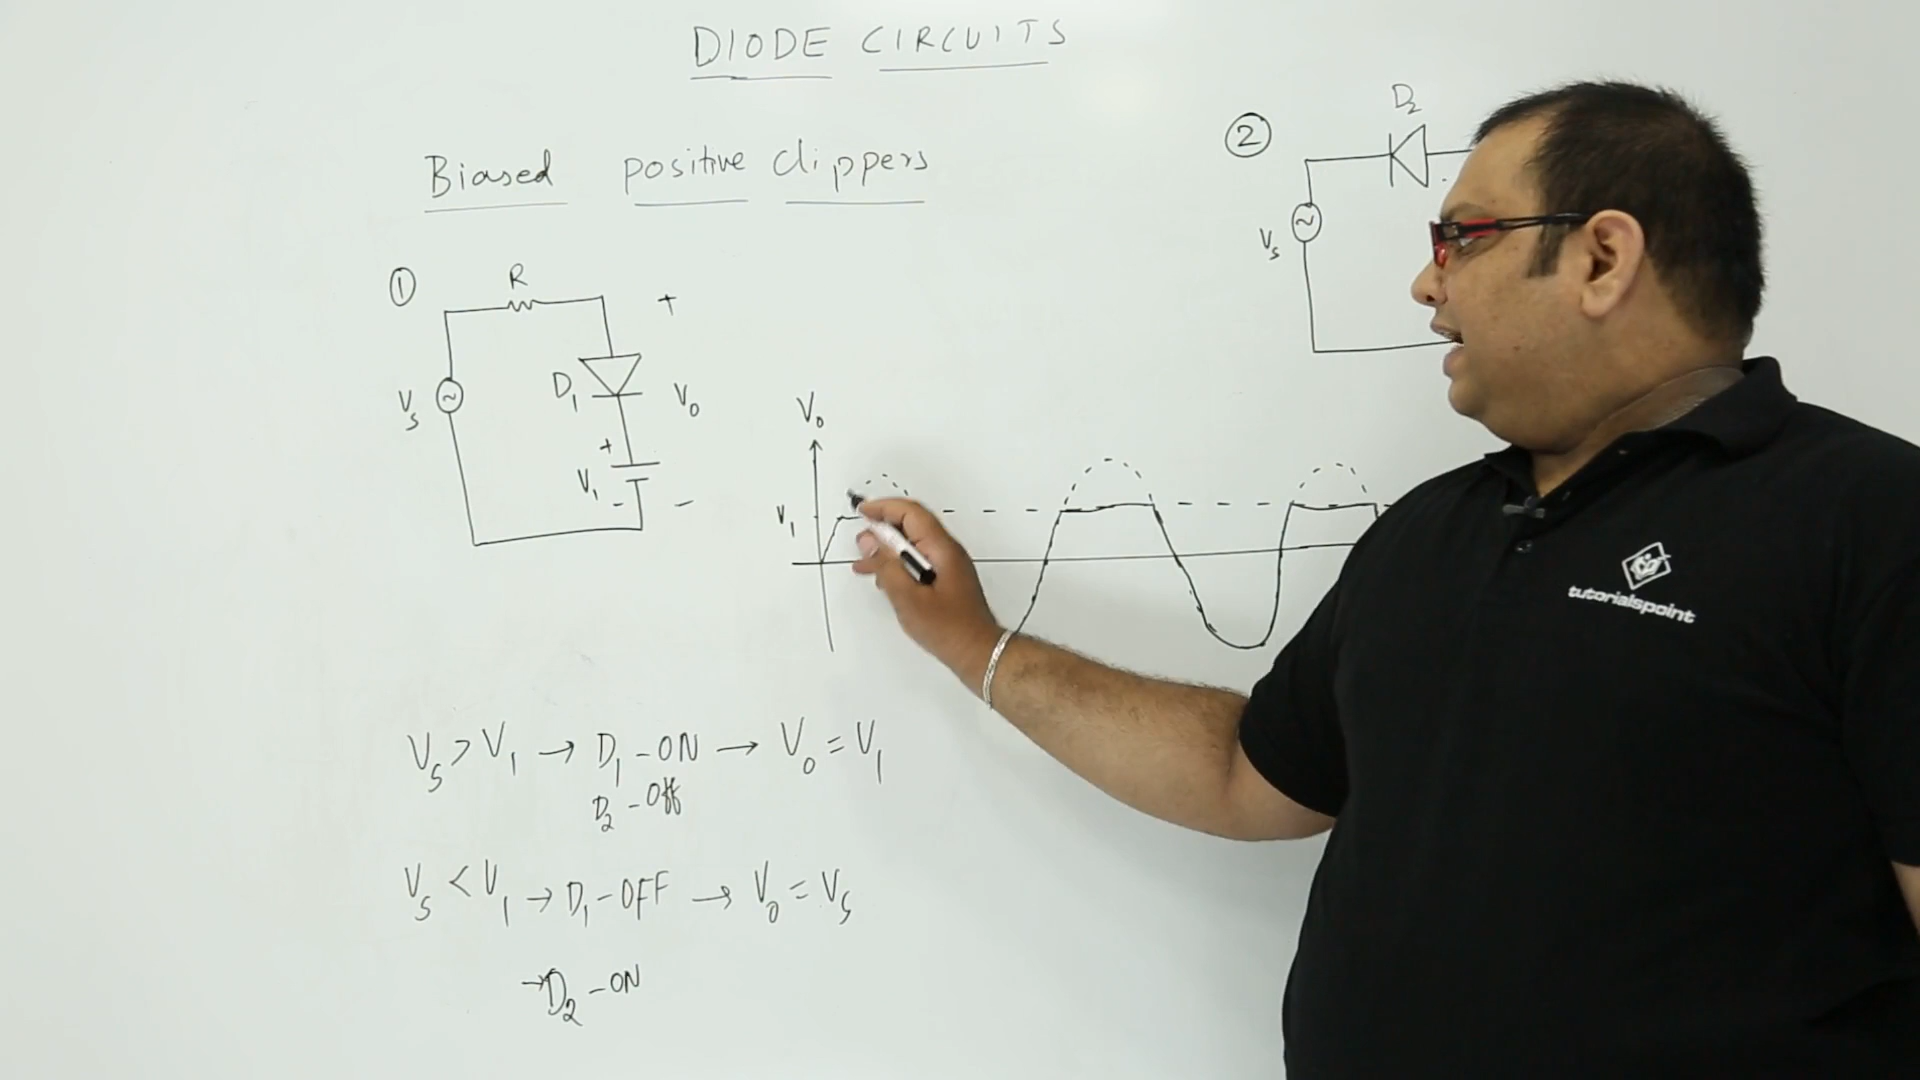 DIODE CIRCUITS
Biased positive clippers
①
R
+
D₁
V₀
Vₛ
+
V₁
-
-
②
D₂
Vₛ
V₀
V₁
Vₛ > V₁ → D₁ - ON → V₀ = V₁
D₂ - Off
Vₛ < V₁ → D₁ - OFF → V₀ = Vₛ
→ D₂ - ON
tutorialspoint